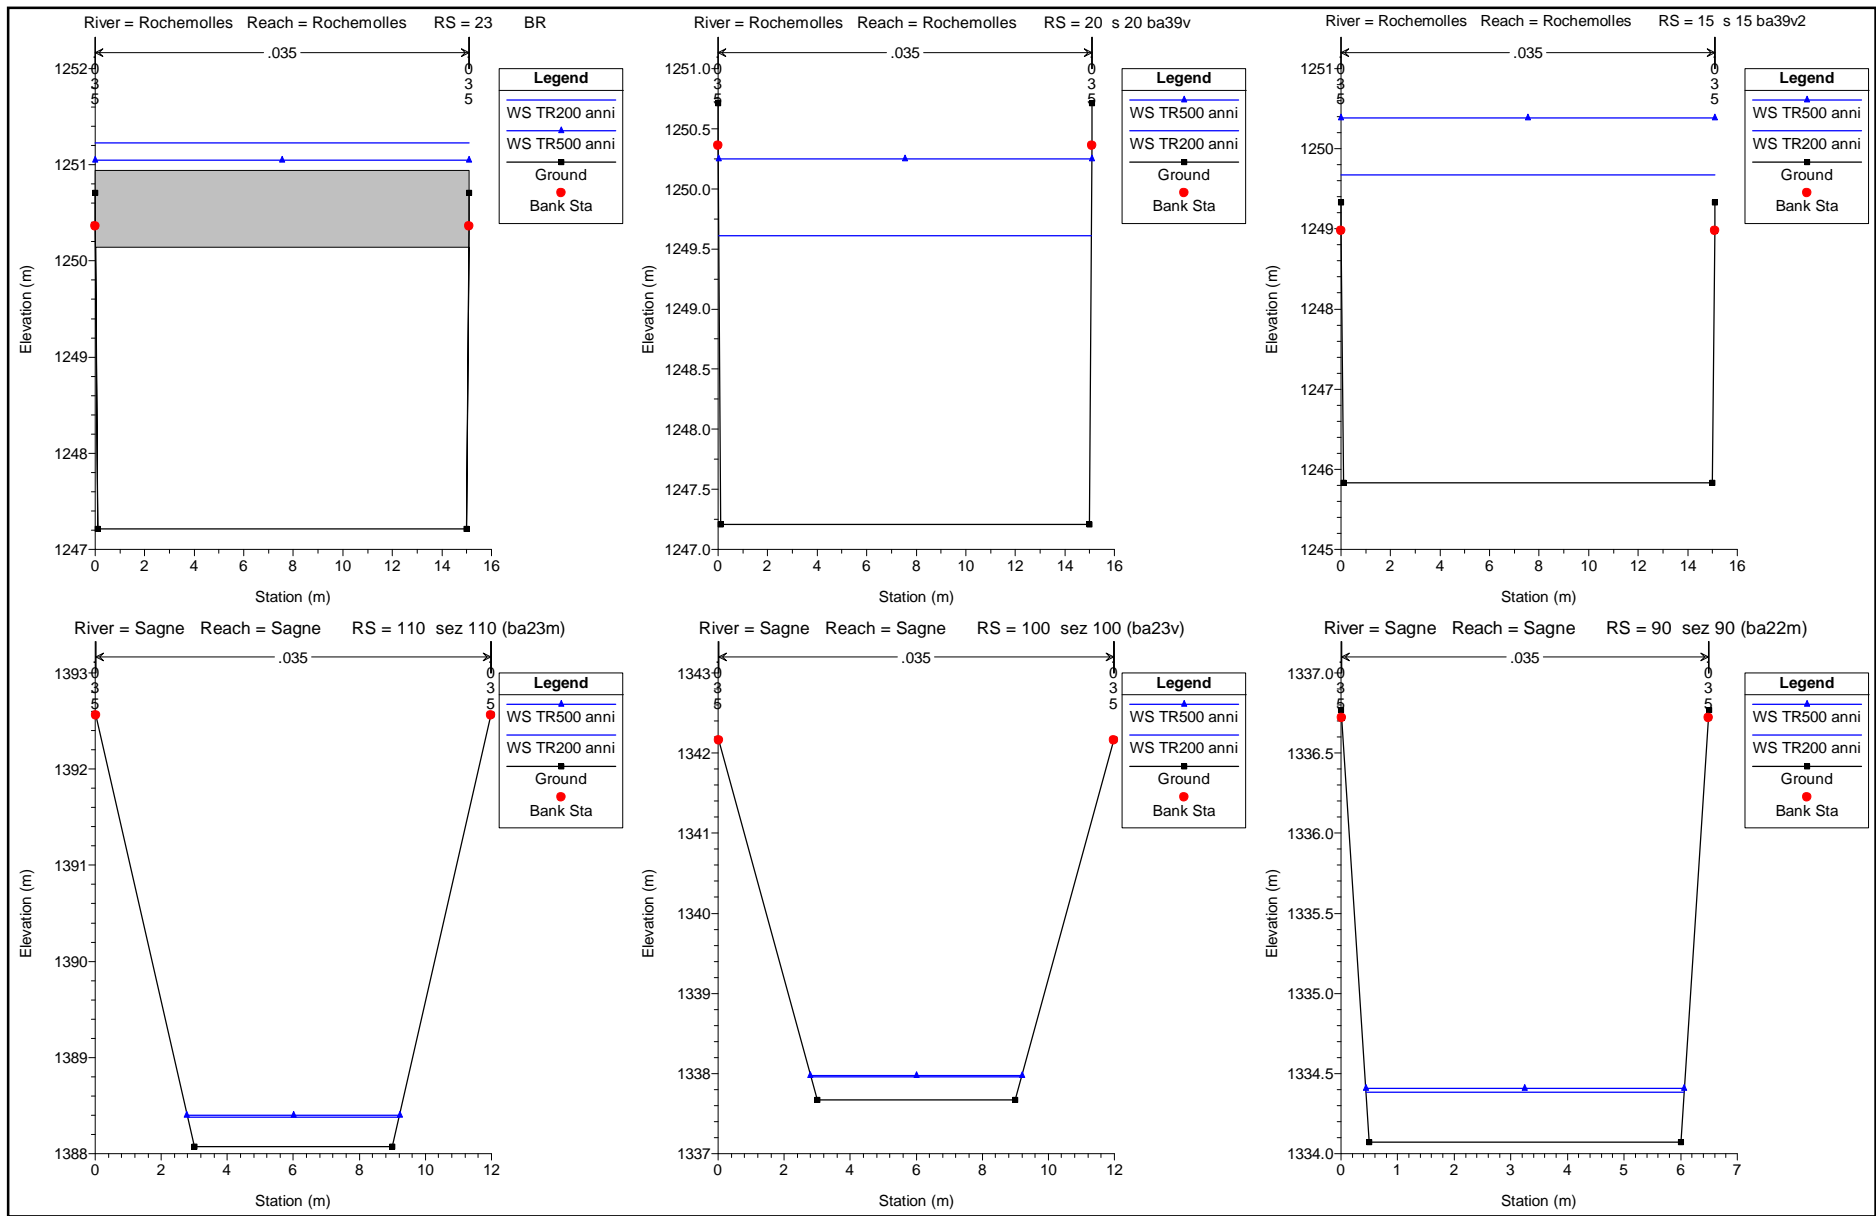 River = Rochemolles Reach = Rochemolles RS = 23 BR
.035
.035
.035
Legend
WS TR200 anni
WS TR500 anni
Ground
Bank Sta
1252
1251
1250
1249
1248
1247
Elevation (m)
0 2 4 6 8 10 12 14 16
Station (m)
River = Rochemolles Reach = Rochemolles RS = 20 s 20 ba39v
.035
.035
.035
Legend
WS TR500 anni
WS TR200 anni
Ground
Bank Sta
1251.0
1250.5
1250.0
1249.5
1249.0
1248.5
1248.0
1247.5
1247.0
Elevation (m)
0 2 4 6 8 10 12 14 16
Station (m)
River = Rochemolles Reach = Rochemolles RS = 15 s 15 ba39v2
.035
.035
.035
Legend
WS TR500 anni
WS TR200 anni
Ground
Bank Sta
1251
1250
1249
1248
1247
1246
1245
Elevation (m)
0 2 4 6 8 10 12 14 16
Station (m)
River = Sagne Reach = Sagne RS = 110 sez 110 (ba23m)
.035
.035
.035
Legend
WS TR500 anni
WS TR200 anni
Ground
Bank Sta
1393
1392
1391
1390
1389
1388
Elevation (m)
0 2 4 6 8 10 12
Station (m)
River = Sagne Reach = Sagne RS = 100 sez 100 (ba23v)
.035
.035
.035
Legend
WS TR500 anni
WS TR200 anni
Ground
Bank Sta
1343
1342
1341
1340
1339
1338
1337
Elevation (m)
0 2 4 6 8 10 12
Station (m)
River = Sagne Reach = Sagne RS = 90 sez 90 (ba22m)
.035
.035
.035
Legend
WS TR500 anni
WS TR200 anni
Ground
Bank Sta
1337.0
1336.5
1336.0
1335.5
1335.0
1334.5
1334.0
Elevation (m)
0 1 2 3 4 5 6 7
Station (m)